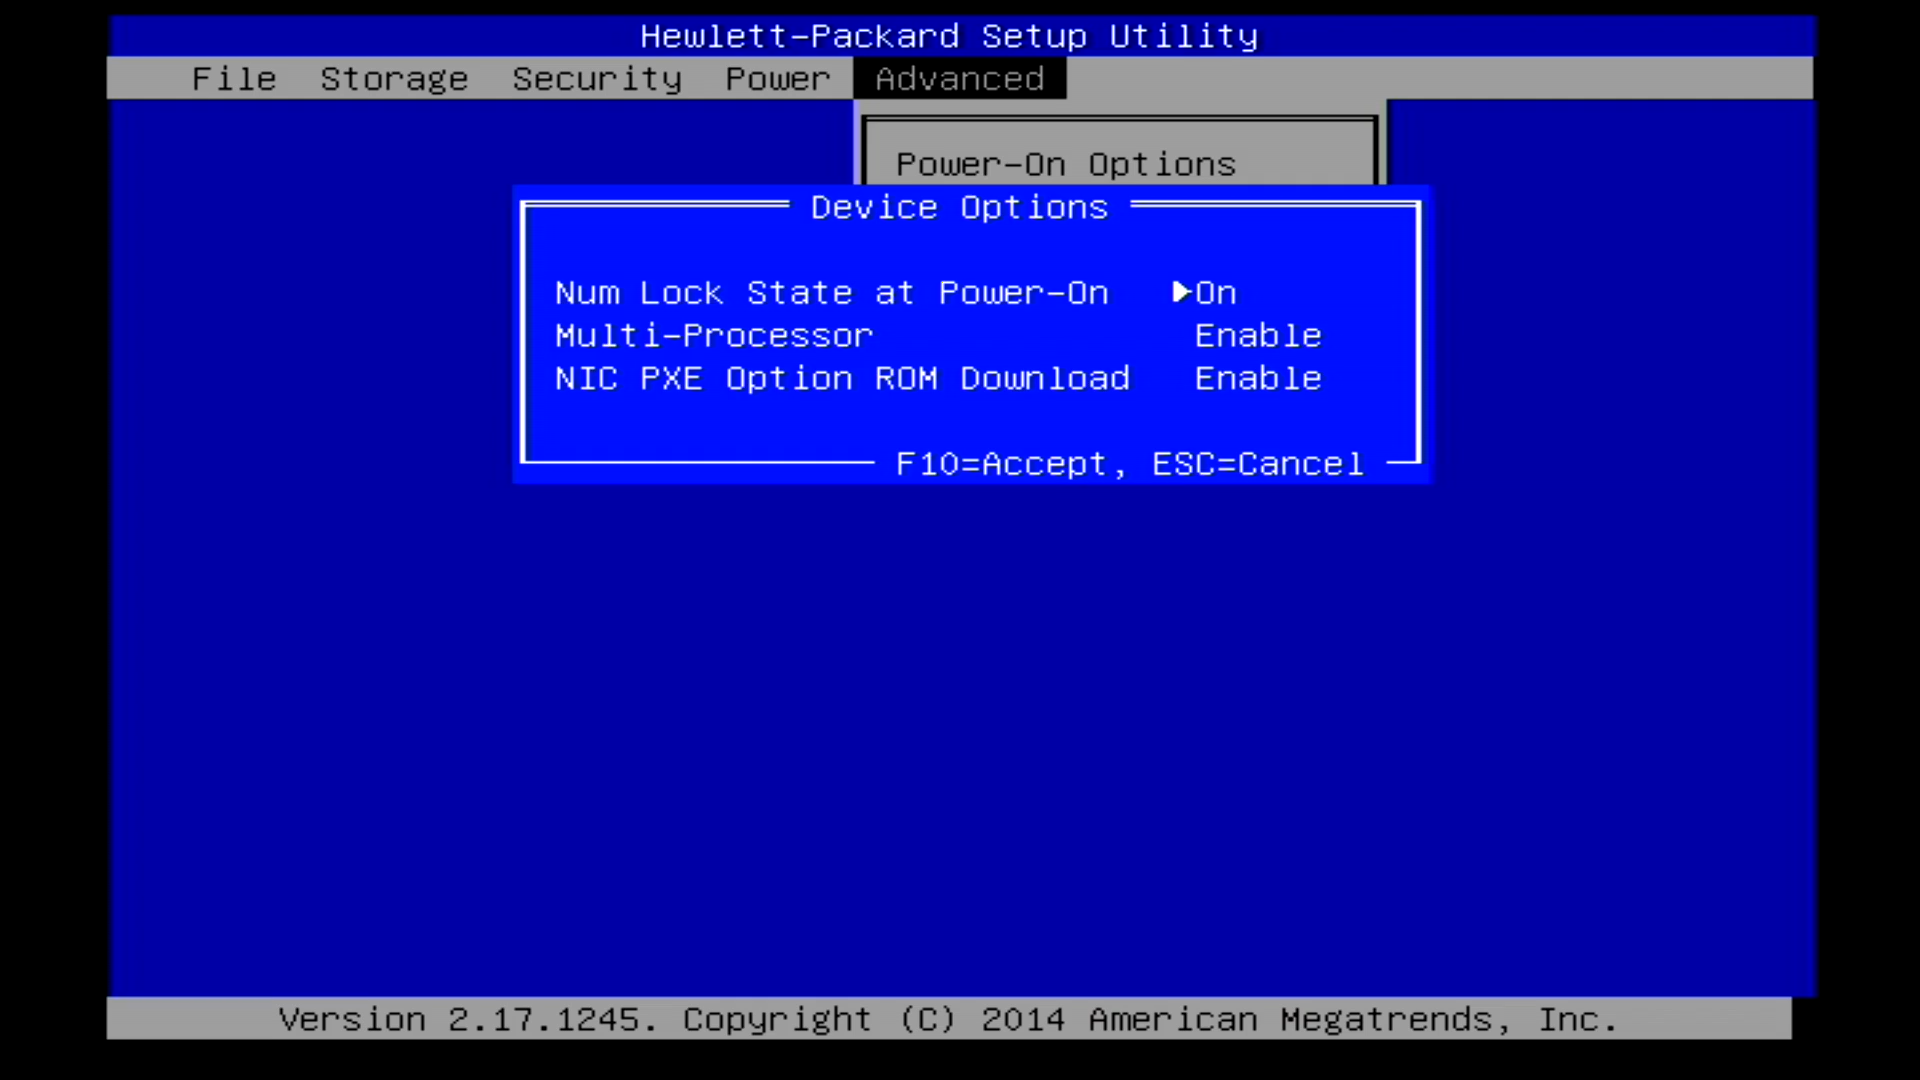 Hewlett-Packard Setup Utility
File Storage Security Power Advanced
Power-On Options
Device Options
Num Lock State at Power-On ▶On
Multi-Processor Enable
NIC PXE Option ROM Download Enable
F10=Accept, ESC=Cancel
Version 2.17.1245. Copyright (C) 2014 American Megatrends, Inc.